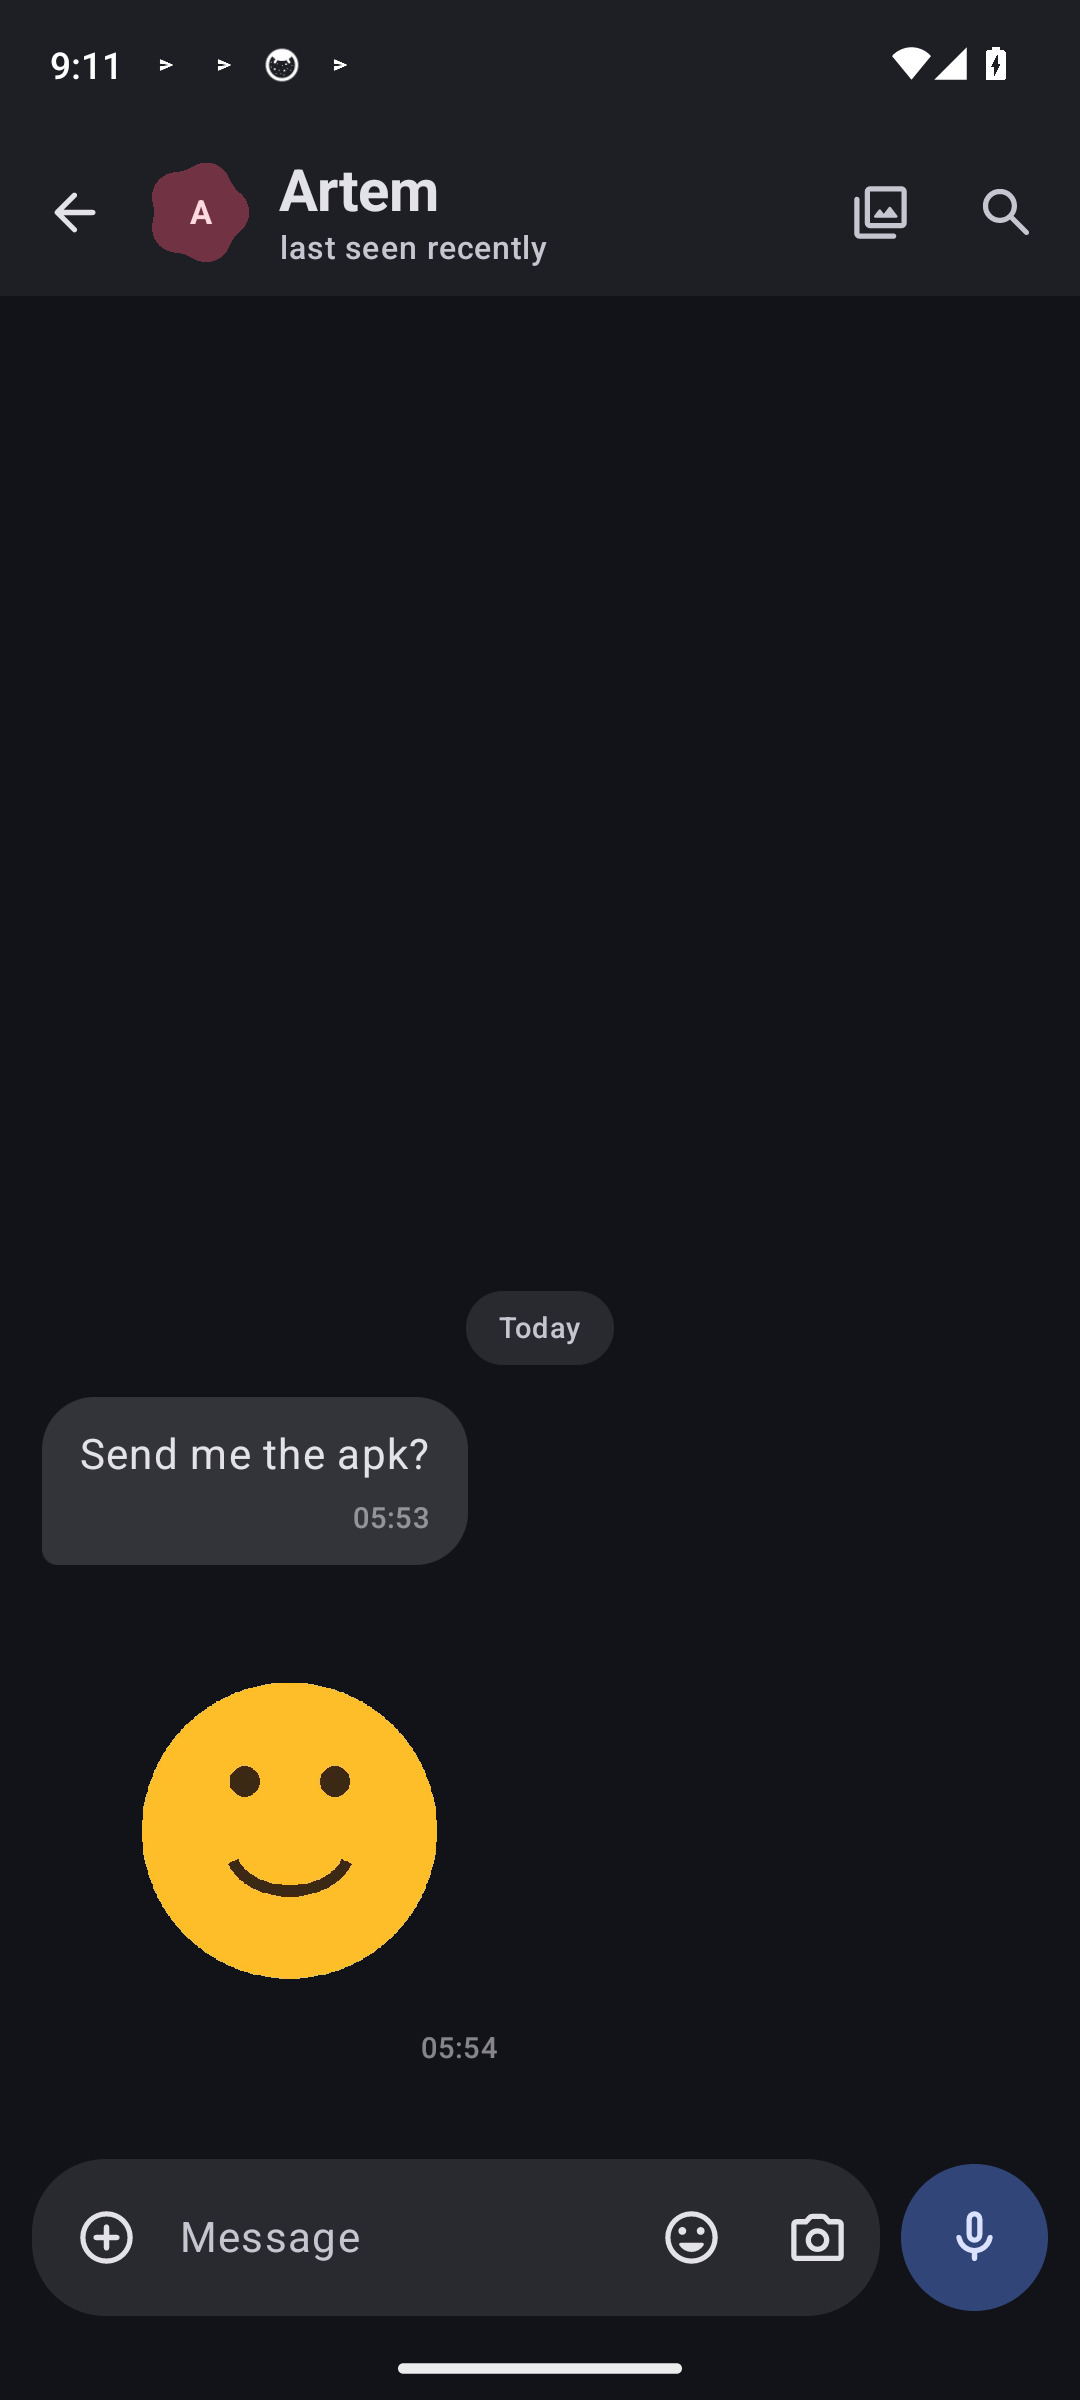 9:11
A
Artem
last seen recently
Today
Send me the apk?
05:53
05:54
Message